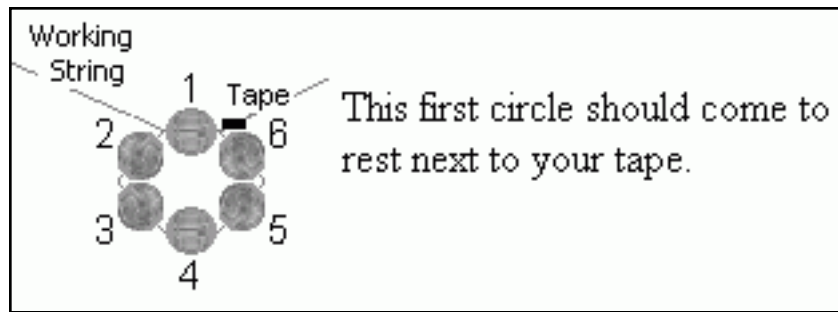 Working
String
1
Tape
2
6
This first circle should come to
rest next to your tape.
3
5
4